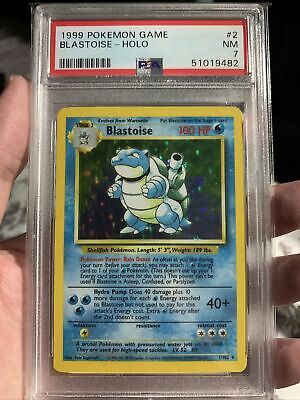 1999 POKEMON GAME #2
BLASTOISE - HOLO NM
PSA 7
51019482
Evolves from Wartortle Put Blastoise on the Stage 1 card
Blastoise 100 HP
Shellfish Pokémon. Length: 5' 3", Weight: 189 lbs.
Pokémon Power: Rain Dance As often as you like during
your turn (before your attack), you may attach 1 Energy
card to 1 of your Pokémon. (This doesn't use up your
1 Energy card attachment for the turn.) This power can't be
used if Blastoise is Asleep, Confused, or Paralyzed.
Hydro Pump Does 40 damage plus 10
more damage for each Energy
attached to Blastoise but not used to pay 40+
for this attack's Energy cost. Extra
Energy after the 2nd doesn't count.
weakness resistance retreat cost
A brutal Pokémon with pressurized water jets on its shell.
They are used for high-speed tackles. LV. 52 #9
2/102